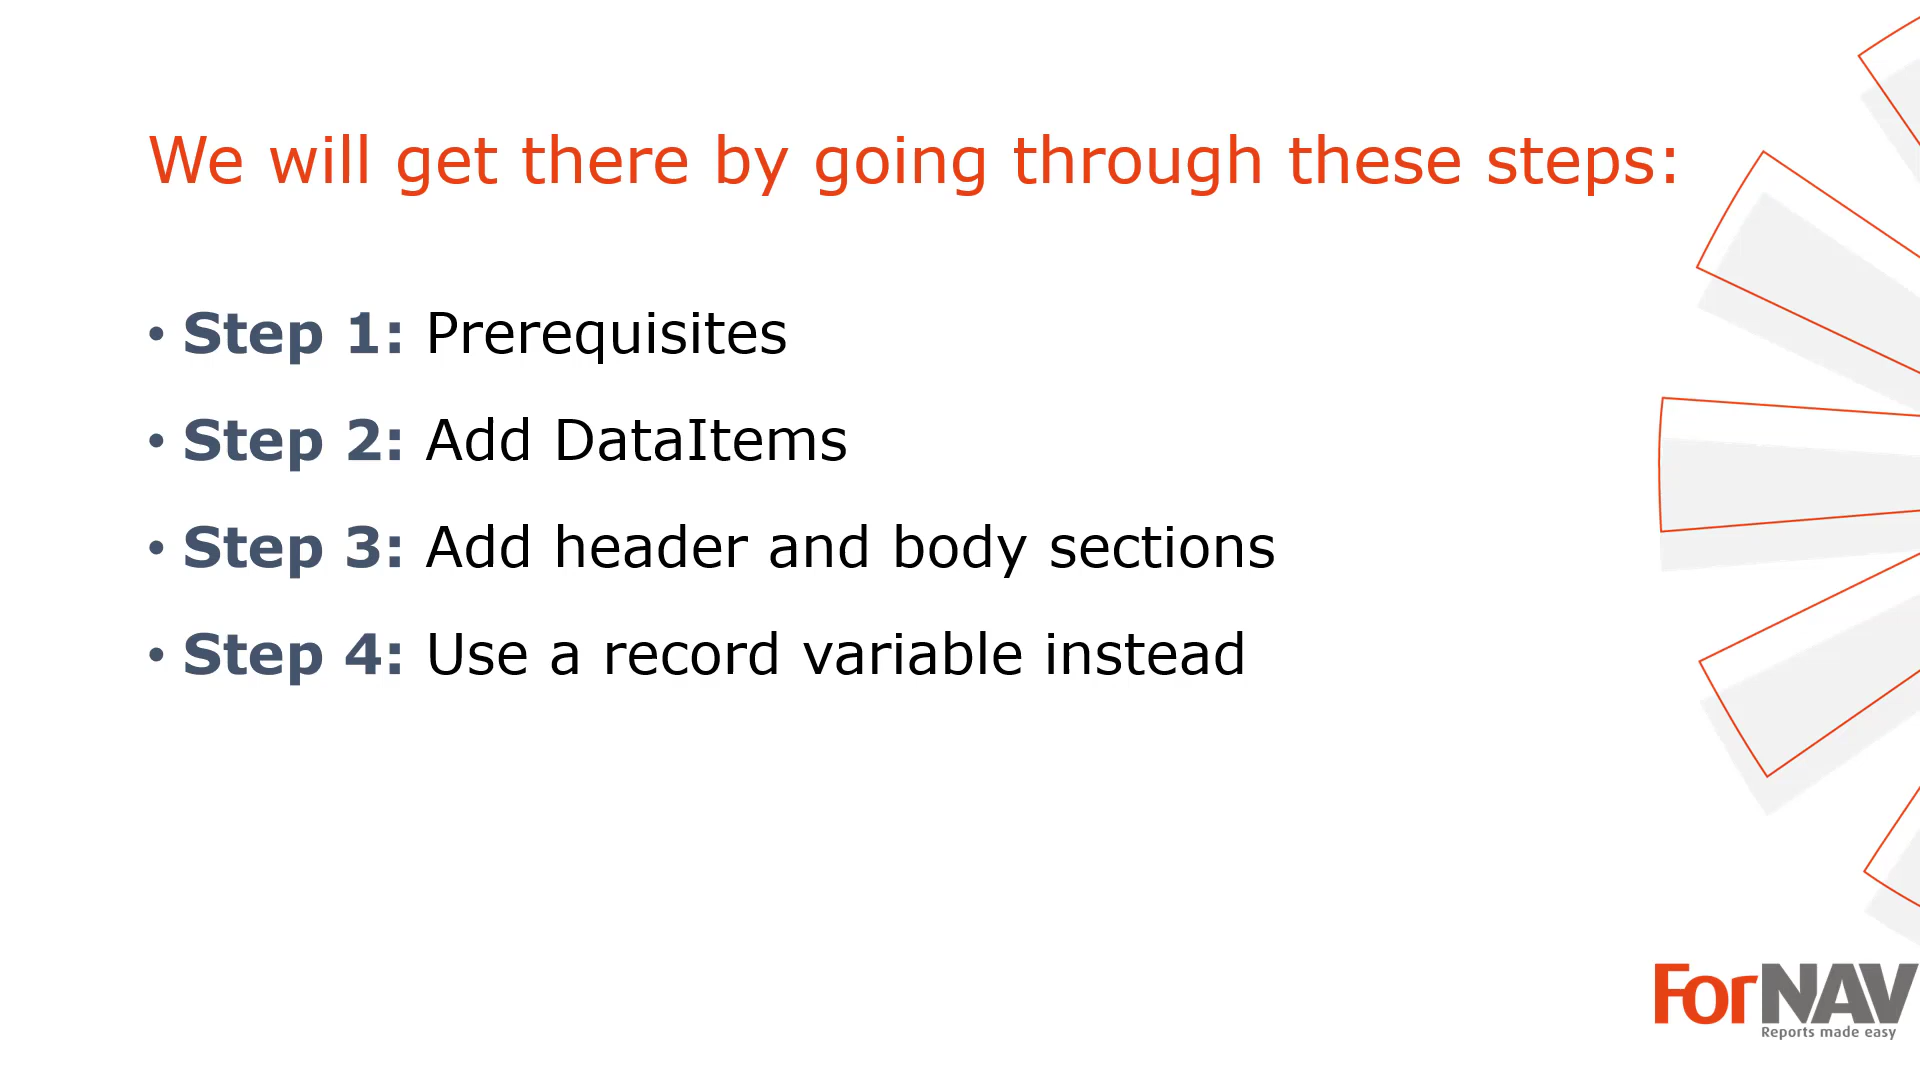 We will get there by going through these steps:
• Step 1: Prerequisites
• Step 2: Add DataItems
• Step 3: Add header and body sections
• Step 4: Use a record variable instead
ForNAV
Reports made easy